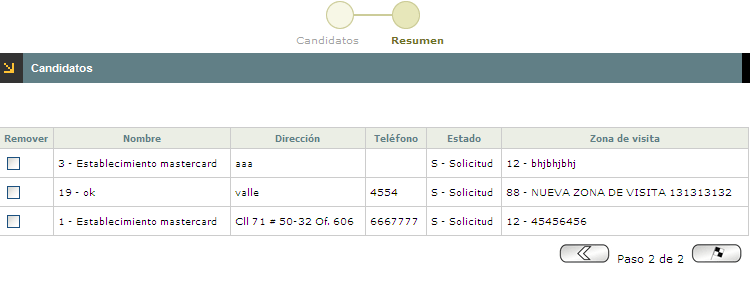 Candidatos Resumen
Candidatos
Remover Nombre Dirección Teléfono Estado Zona de visita
3 - Establecimiento mastercard aaa S - Solicitud 12 - bhjbhjbhj
19 - ok valle 4554 S - Solicitud 88 - NUEVA ZONA DE VISITA 131313132
1 - Establecimiento mastercard Cll 71 # 50-32 Of. 606 6667777 S - Solicitud 12 - 45456456
Paso 2 de 2